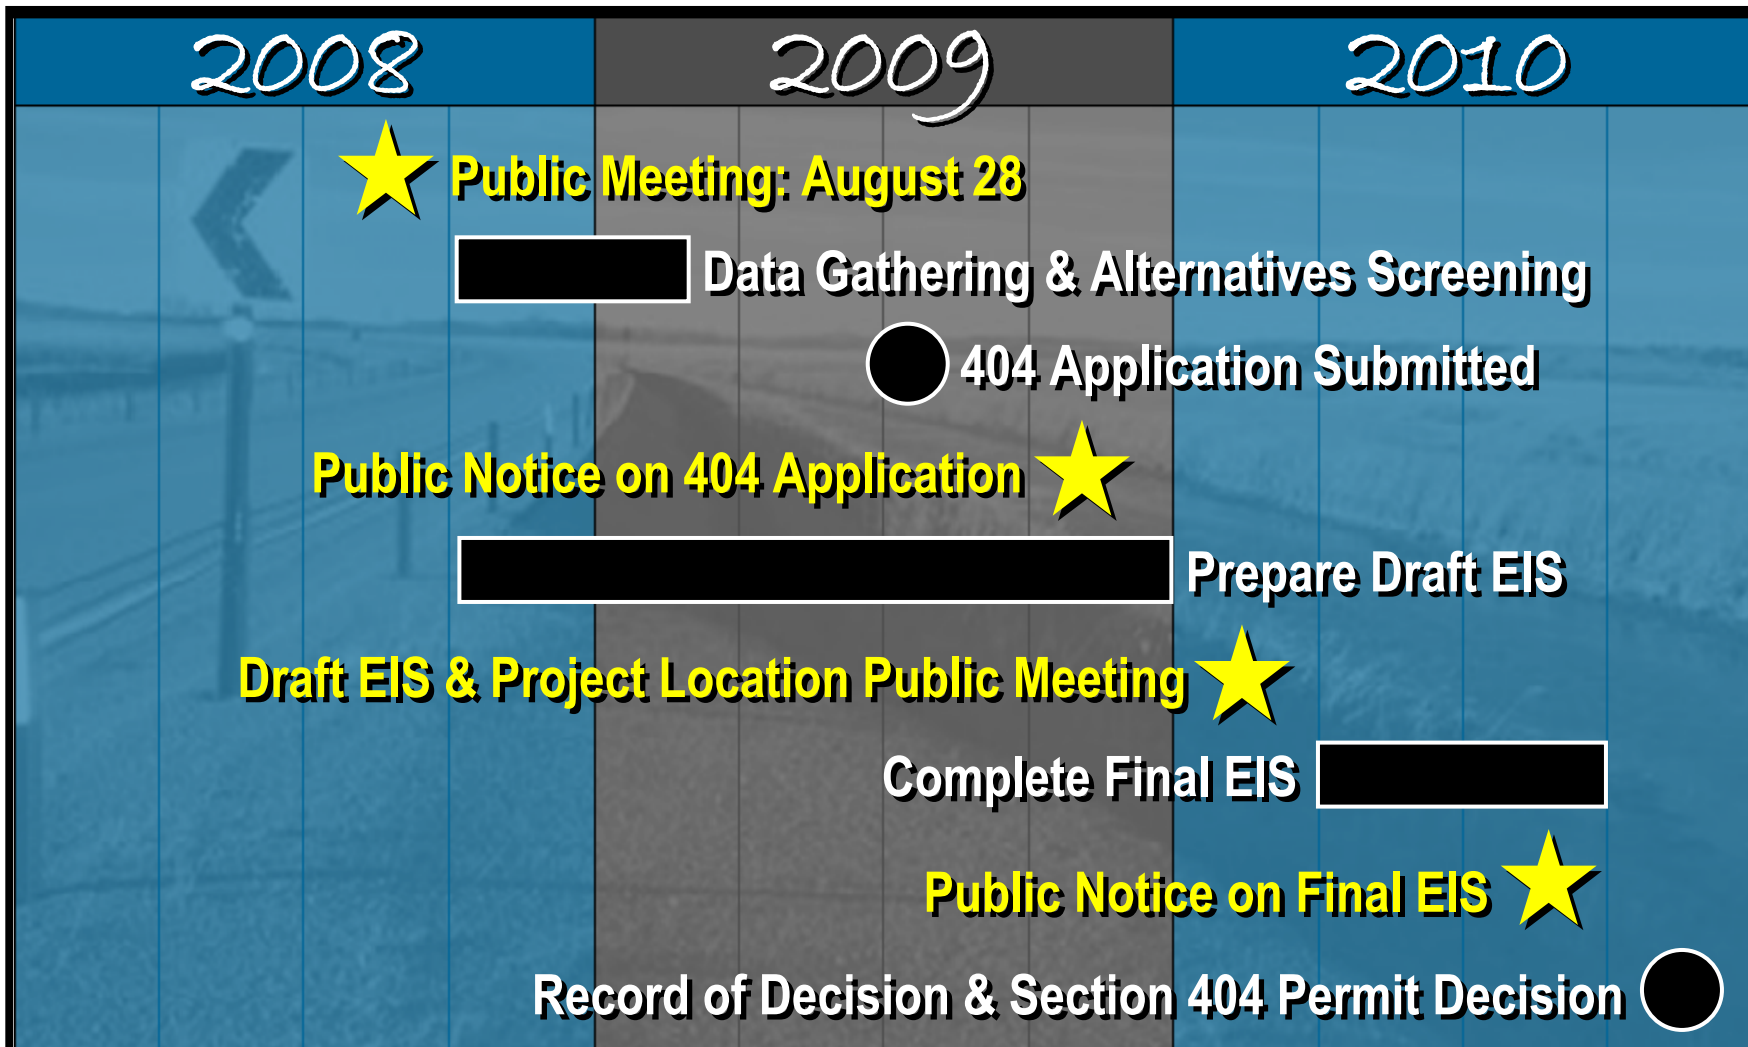 2008 2009 2010
Public Meeting: August 28
Data Gathering & Alternatives Screening
404 Application Submitted
Public Notice on 404 Application
Prepare Draft EIS
Draft EIS & Project Location Public Meeting
Complete Final EIS
Public Notice on Final EIS
Record of Decision & Section 404 Permit Decision